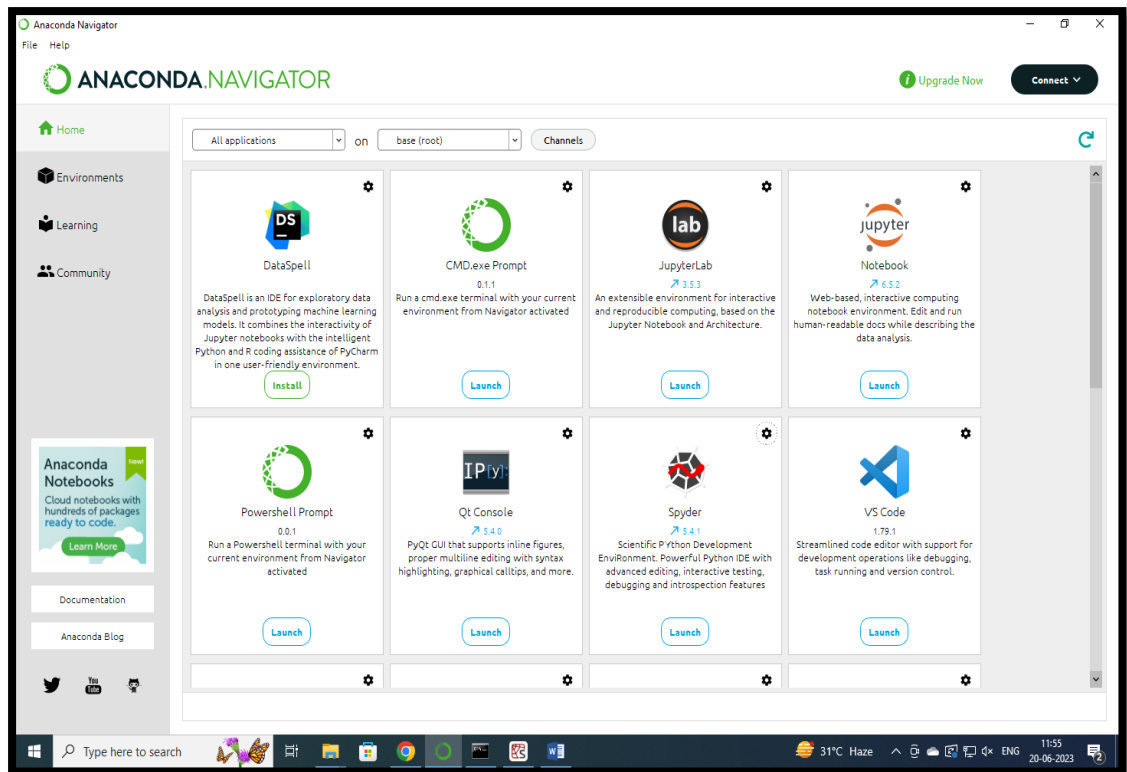 Anaconda Navigator
File Help
ANACONDA.NAVIGATOR
Upgrade Now
Connect
Home
Environments
Learning
Community
All applications on base (root) Channels
DS
DataSpell
DataSpell is an IDE for exploratory data
analysis and prototyping machine learning
models. It combines the interactivity of
Jupyter notebooks with the intelligent
Python and R coding assistance of PyCharm
in one user-friendly environment.
Install
CMD.exe Prompt
0.1.1
Run a cmd.exe terminal with your current
environment from Navigator activated
Launch
lab
JupyterLab
3.5.3
An extensible environment for interactive
and reproducible computing, based on the
Jupyter Notebook and Architecture.
Launch
jupyter
Notebook
6.5.2
Web-based, interactive computing
notebook environment. Edit and run
human-readable docs while describing the
data analysis.
Launch
Powershell Prompt
0.0.1
Run a Powershell terminal with your
current environment from Navigator
activated
Launch
IP[y]:
Qt Console
5.4.0
PyQt GUI that supports inline figures,
proper multiline editing with syntax
highlighting, graphical calltips, and more.
Launch
Spyder
5.4.1
Scientific PYthon Development
EnviRonment. Powerful Python IDE with
advanced editing, interactive testing,
debugging and introspection features
Launch
VS Code
1.79.1
Streamlined code editor with support for
development operations like debugging,
task running and version control.
Launch
New!
Anaconda
Notebooks
Cloud notebooks with
hundreds of packages
ready to code.
Learn More
Documentation
Anaconda Blog
You
Tube
Type here to search
31°C Haze
ENG
11:55
20-06-2023
2